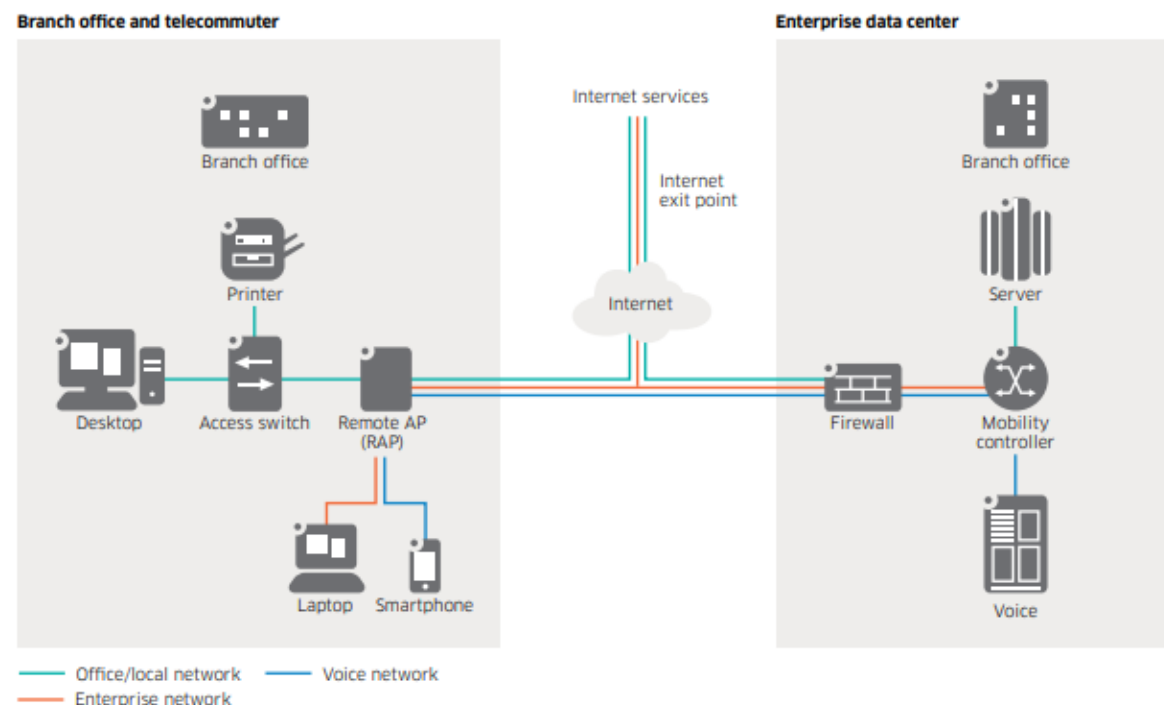 Branch office and telecommuter
Enterprise data center
Internet services
Branch office
Branch office
Internet
exit point
Printer
Internet
Server
Desktop
Access switch
Remote AP
(RAP)
Firewall
Mobility
controller
Laptop
Smartphone
Voice
Office/local network
Voice network
Enterprise network